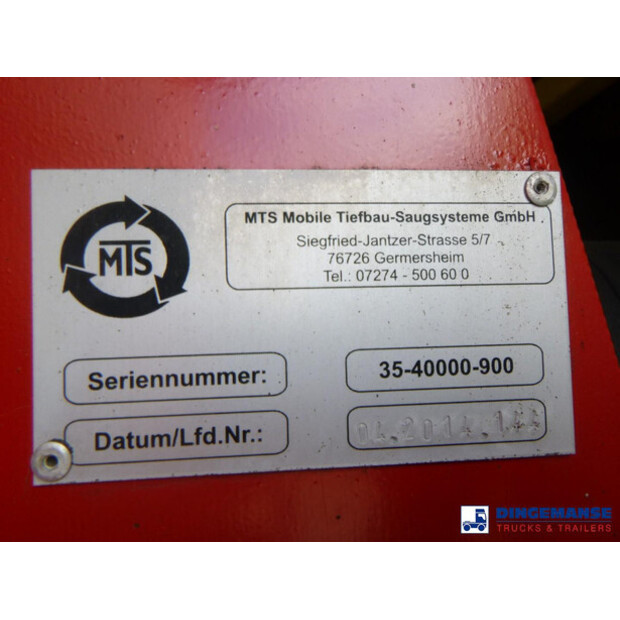 MTS
MTS Mobile Tiefbau-Saugsysteme GmbH
Siegfried-Jantzer-Strasse 5/7
76726 Germersheim
Tel.: 07274 - 500 60 0
Seriennummer:
35-40000-900
Datum/Lfd.Nr.:
DINGEMANSE
TRUCKS & TRAILERS